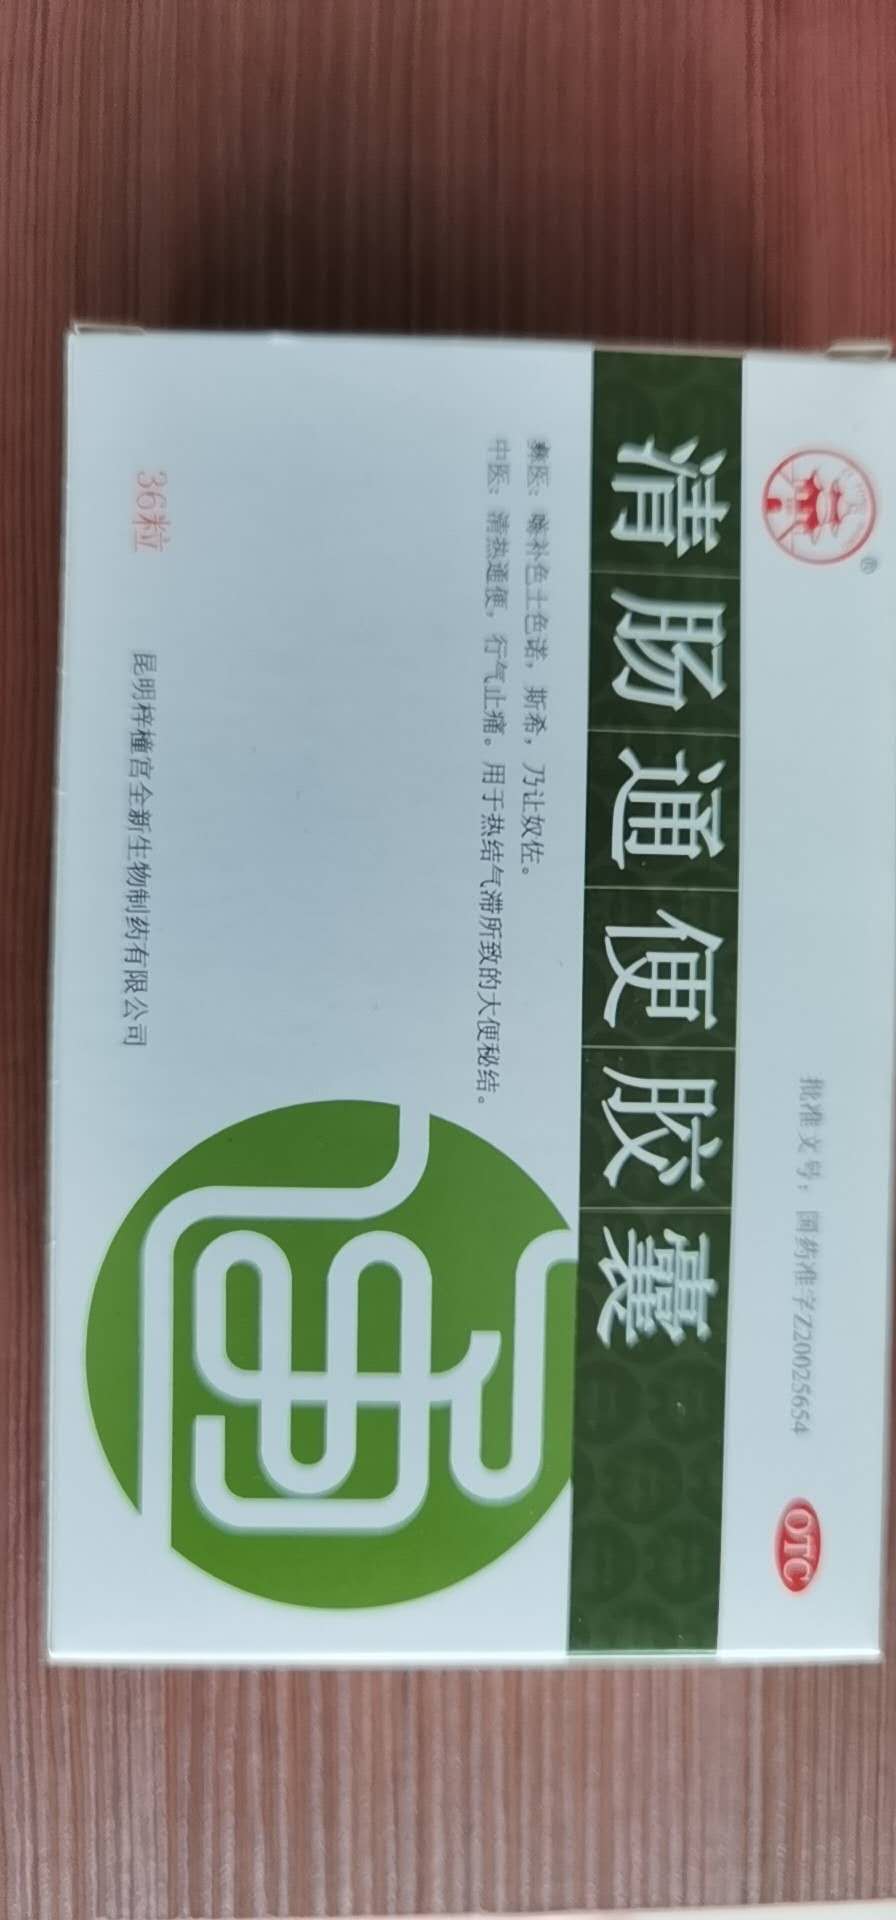 批准文号：国药准字Z20025654
OTC
®
清肠通便胶囊
彝医：嗪补色土色诺，斯希，乃让奴佐。
中医：清热通便，行气止痛。用于热结气滞所致的大便秘结。
36粒
昆明梓橦宫全新生物制药有限公司